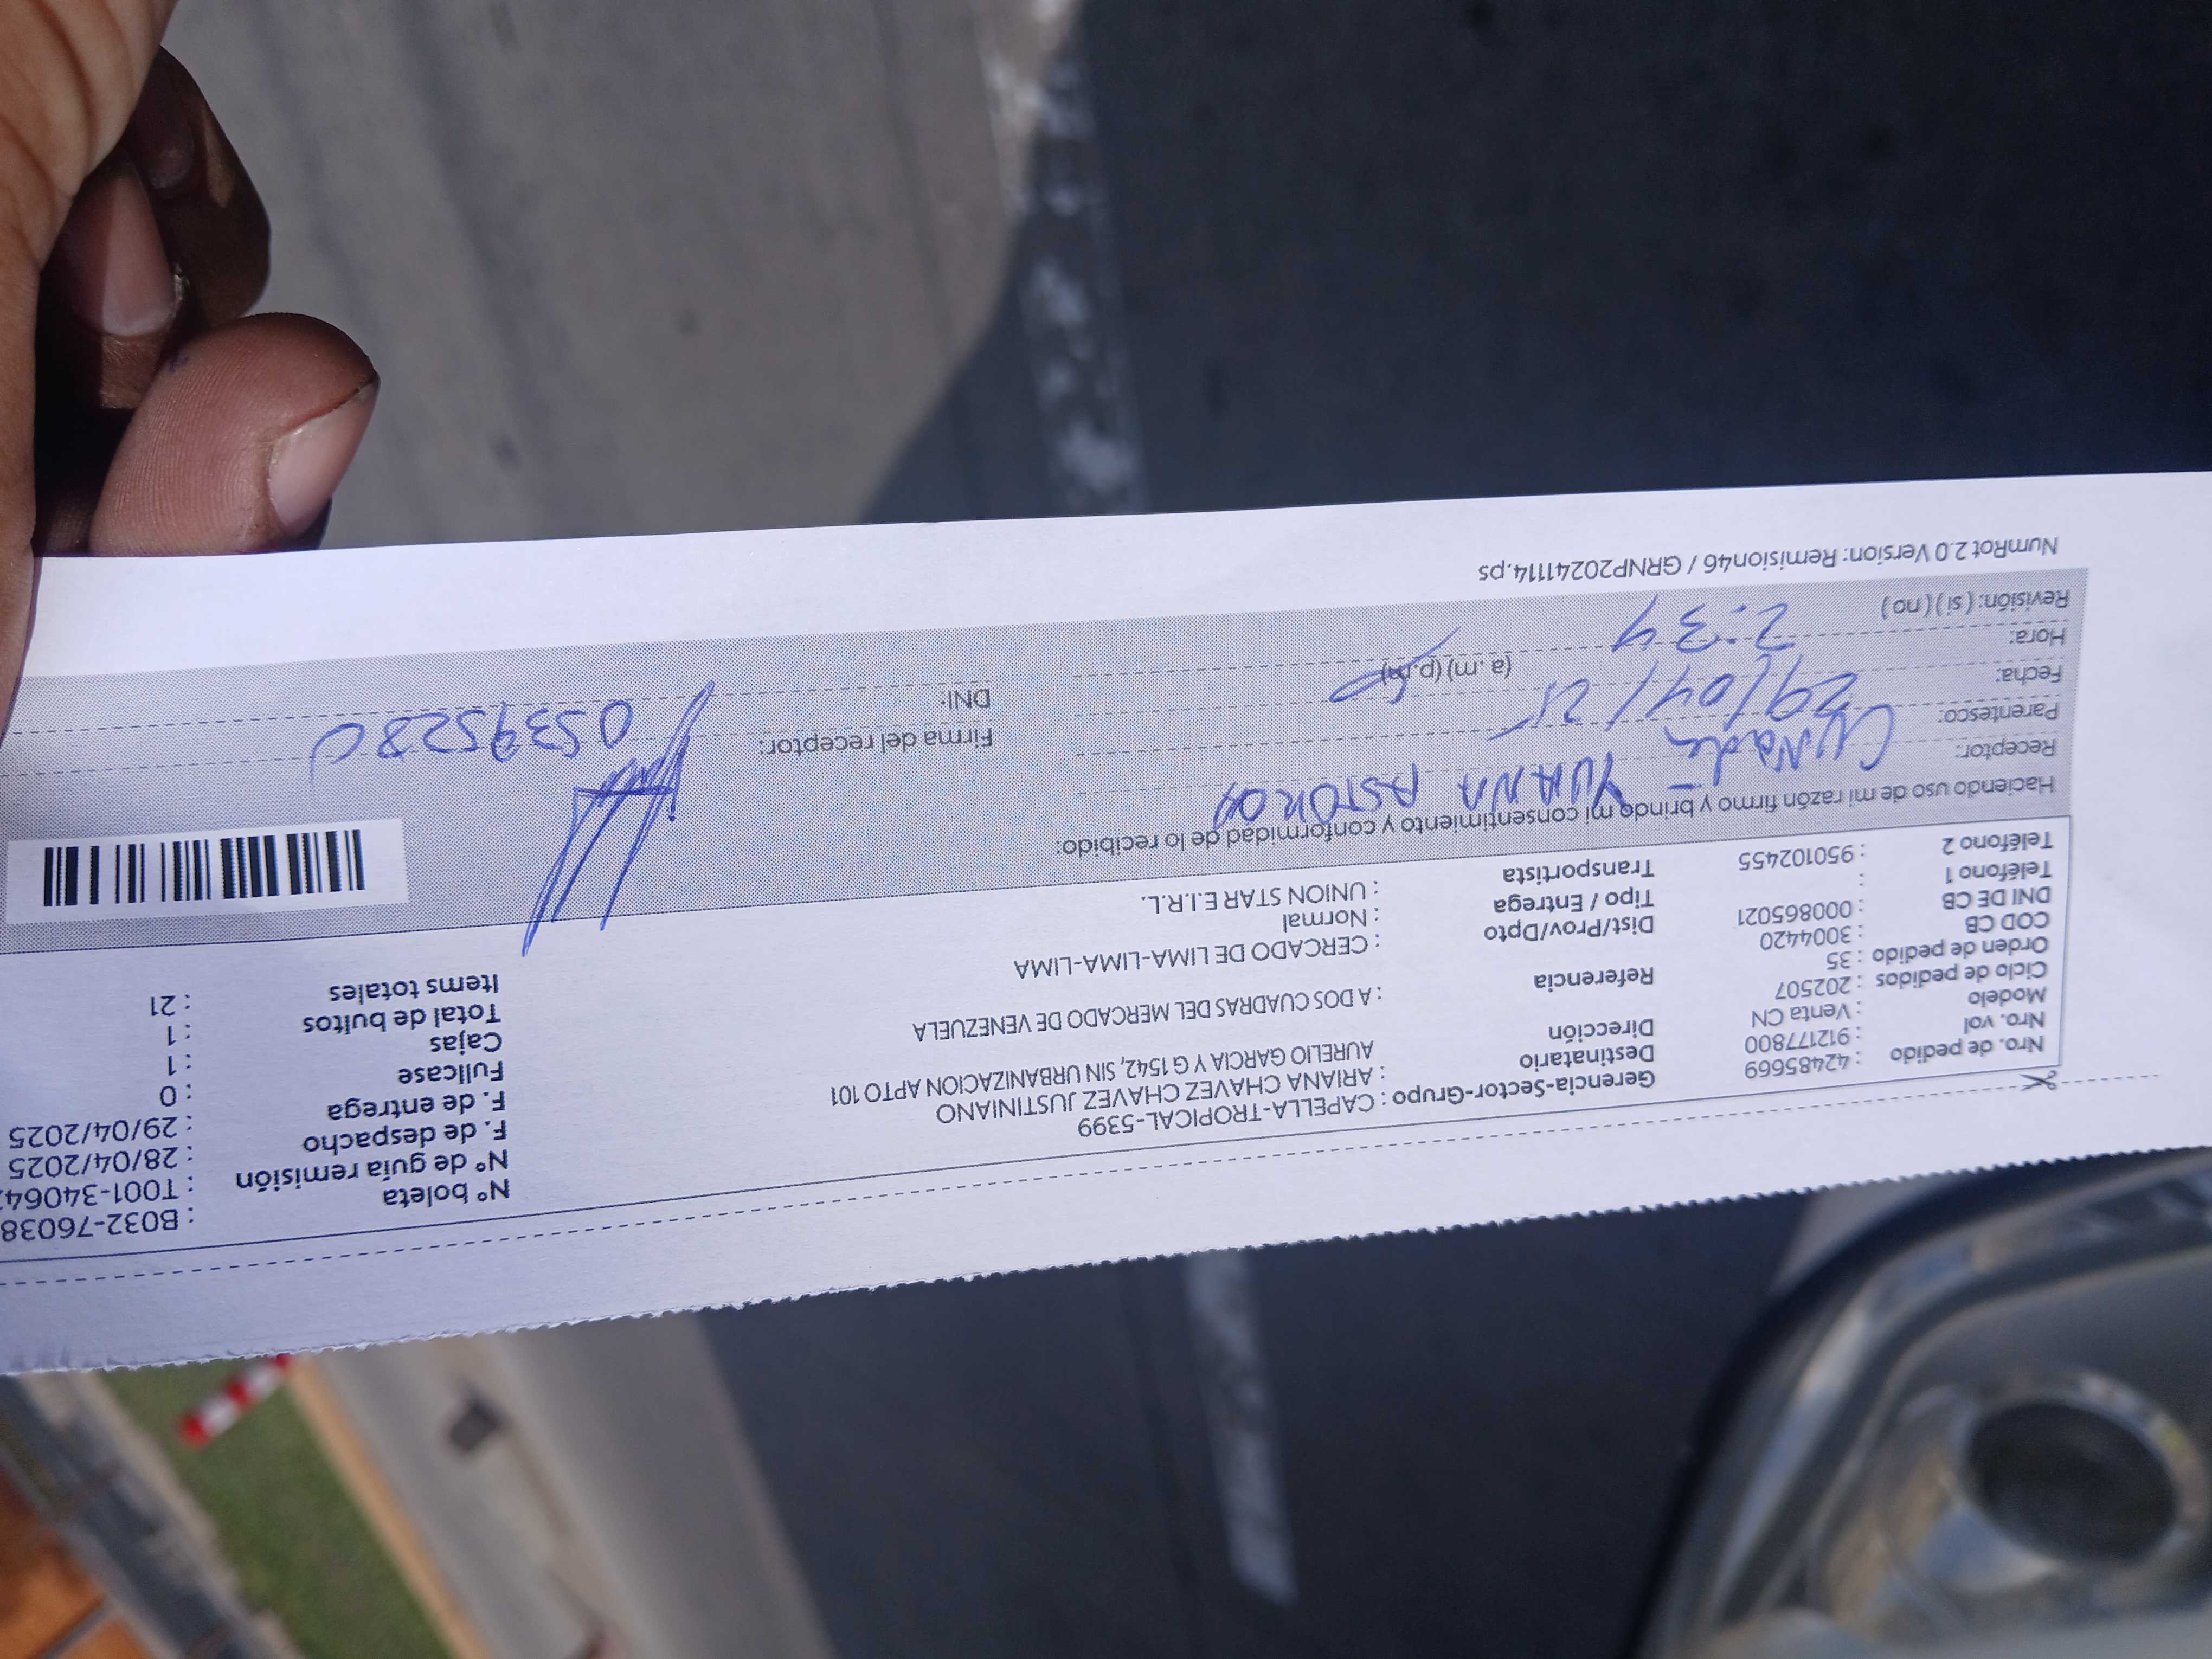 Nro. de pedido : 42485669 Gerencia-Sector-Grupo : CAPELLA-TROPICAL-5399 N° boleta : B032-76038
Nro. vol : 912177800 Destinatario : ARIANA CHAVEZ CHAVEZ JUSTINIANO N° de guía remisión : T001-34064
Modelo : Venta CN Dirección AURELIO GARCIA Y G 1542, SIN URBANIZACION APTO 101 F. de despacho : 28/04/2025
Ciclo de pedidos : 202507 F. de entrega : 29/04/2025
Orden de pedido : 35 Referencia : A DOS CUADRAS DEL MERCADO DE VENEZUELA Fullcase : 0
COD CB : 3004420 Cajas : 1
DNI DE CB : 000865021 Dist/Prov/Dpto : CERCADO DE LIMA-LIMA-LIMA Total de bultos : 1
Teléfono 1 : Tipo / Entrega : Normal Items totales : 21
Teléfono 2 : 950102455 Transportista : UNION STAR E.I.R.L.
Haciendo uso de mi razón firmo y brindo mi consentimiento y conformidad de lo recibido:
Receptor: YUANA
Parentesco: Cuñada Firma del receptor:
Fecha: 29/04/25 DNI:
Hora: 2:34 (a.m) (p.m)
Revisión: ( si ) ( no )
NumRot 2.0 Version: Remision46 / GRNP20241114.ps